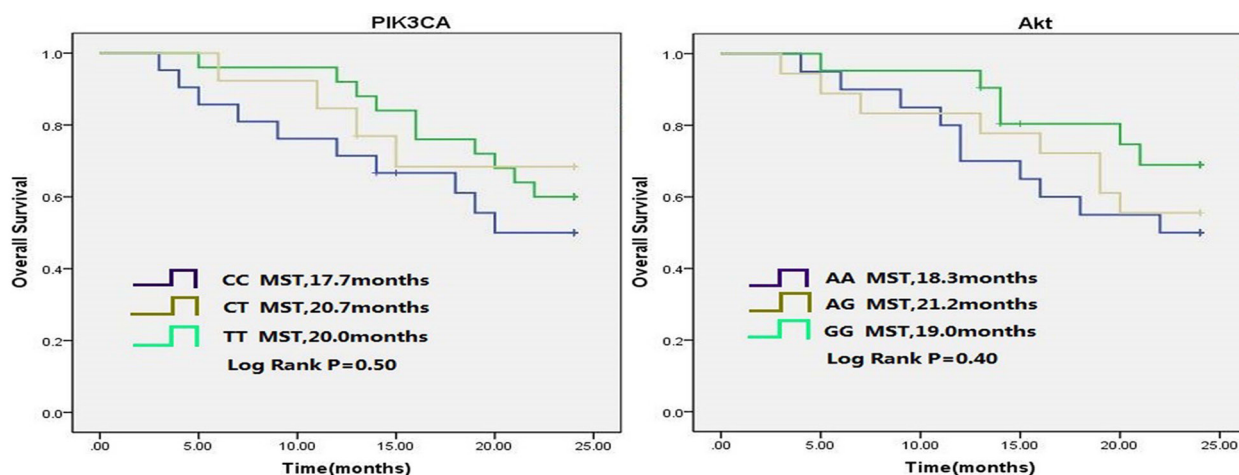 PIK3CA
Overall Survival
1.0
0.8
0.6
0.4
0.2
0.0
CC MST,17.7months
CT MST,20.7months
TT MST,20.0months
Log Rank P=0.50
.00 5.00 10.00 15.00 20.00 25.00
Time(months)
Akt
Overall Survival
1.0
0.8
0.6
0.4
0.2
0.0
AA MST,18.3months
AG MST,21.2months
GG MST,19.0months
Log Rank P=0.40
.00 5.00 10.00 15.00 20.00 25.00
Time(months)